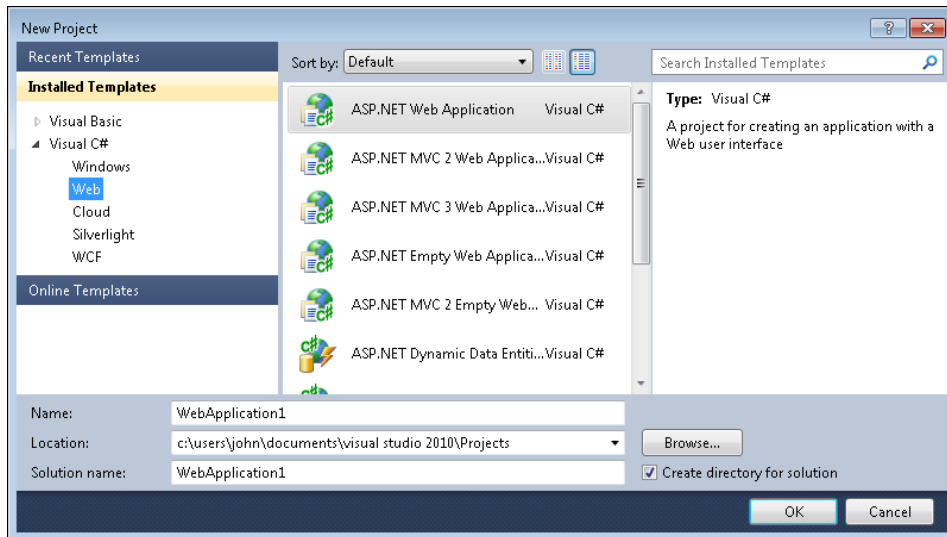 New Project
Recent Templates
Installed Templates
Visual Basic
Visual C#
Windows
Web
Cloud
Silverlight
WCF
Online Templates
Sort by: Default
ASP.NET Web Application Visual C#
ASP.NET MVC 2 Web Applica...Visual C#
ASP.NET MVC 3 Web Applica...Visual C#
ASP.NET Empty Web Applica...Visual C#
ASP.NET MVC 2 Empty Web... Visual C#
ASP.NET Dynamic Data Entiti...Visual C#
Search Installed Templates
Type: Visual C#
A project for creating an application with a
Web user interface
Name: WebApplication1
Location: c:\users\john\documents\visual studio 2010\Projects
Browse...
Solution name: WebApplication1
Create directory for solution
OK
Cancel